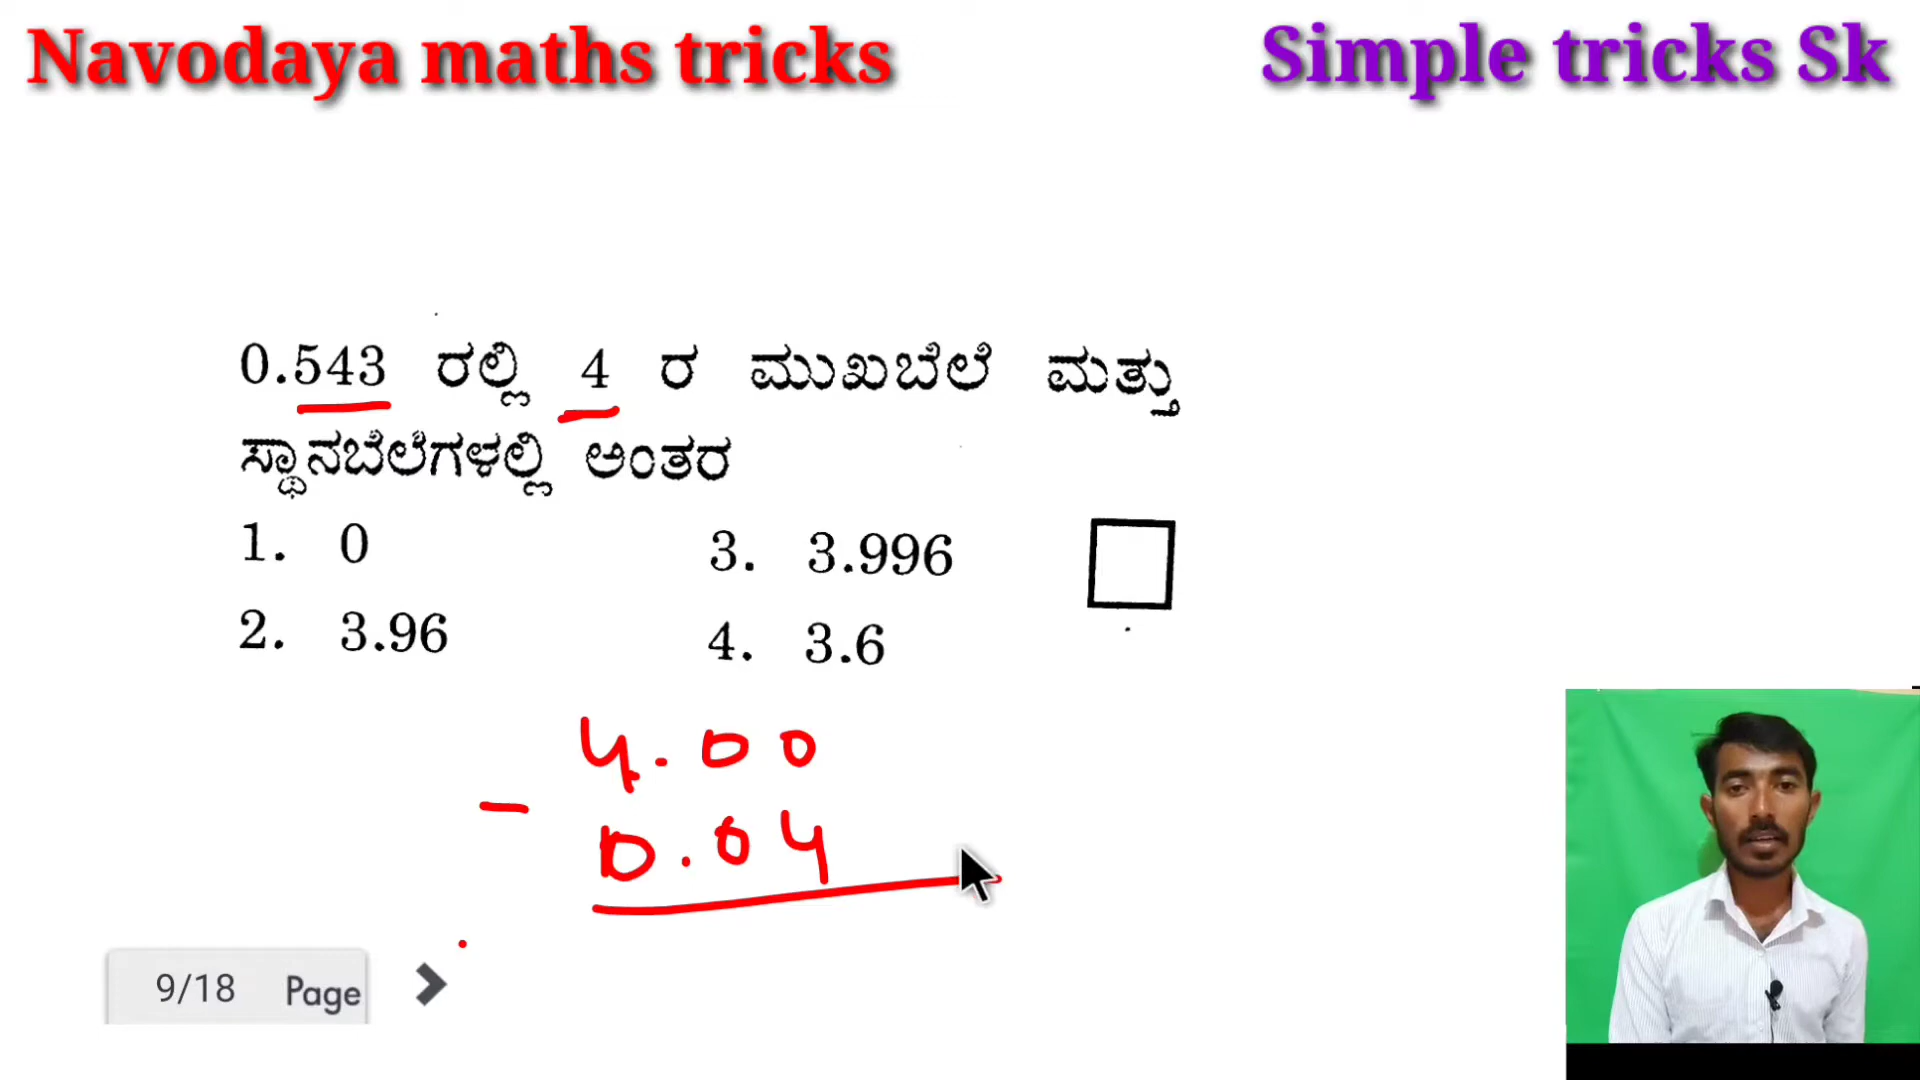 Navodaya maths tricks
Simple tricks Sk
0.543 ರಲ್ಲಿ 4 ರ ಮುಖಬೆಲೆ ಮತ್ತು
ಸ್ಥಾನಬೆಲೆಗಳಲ್ಲಿ ಅಂತರ
1. 0
3. 3.996
2. 3.96
4. 3.6
4.00
- 0.04
9/18 Page